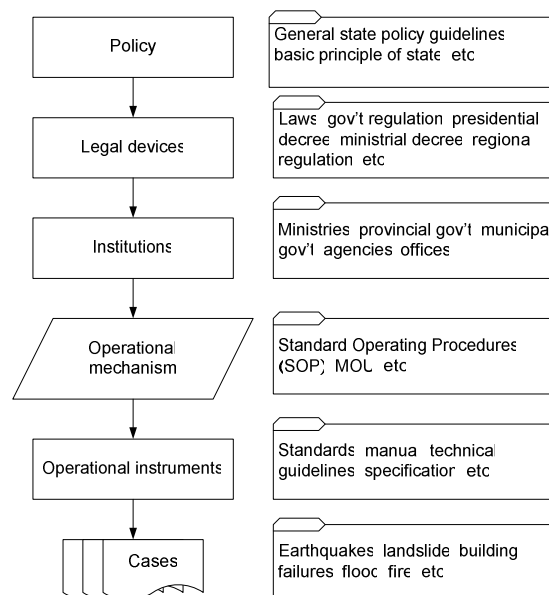 Policy
General state policy guidelines
basic principle of state etc
Legal devices
Laws gov't regulation presidential
decree ministrial decree regiona
regulation etc
Institutions
Ministries provincial gov't municipa
gov't agencies offices
Operational
mechanism
Standard Operating Procedures
(SOP) MOU etc
Operational instruments
Standards manual technical
guidelines specification etc
Cases
Earthquakes landslide building
failures flood fire etc